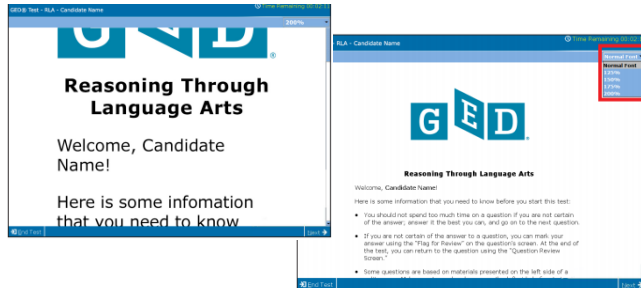 GED® Test - RLA - Candidate Name
Time Remaining 00:02:11
200%
GED
Reasoning Through
Language Arts
Welcome, Candidate
Name!
Here is some infomation
that you need to know
End Test
Next
RLA - Candidate Name
Time Remaining 00:02:
Normal Font
Normal Font
125%
150%
175%
200%
GED
Reasoning Through Language Arts
Welcome, Candidate Name!
Here is some information that you need to know before you start this test:
• You should not spend too much time on a question if you are not certain
of the answer; answer it the best you can, and go on to the next question.
• If you are not certain of the answer to a question, you can mark your
answer using the "Flag for Review" on the question's screen. At the end of
the test, you can return to the question using the "Question Review
Screen."
• Some questions are based on materials presented on the left side of a
End Test
Next